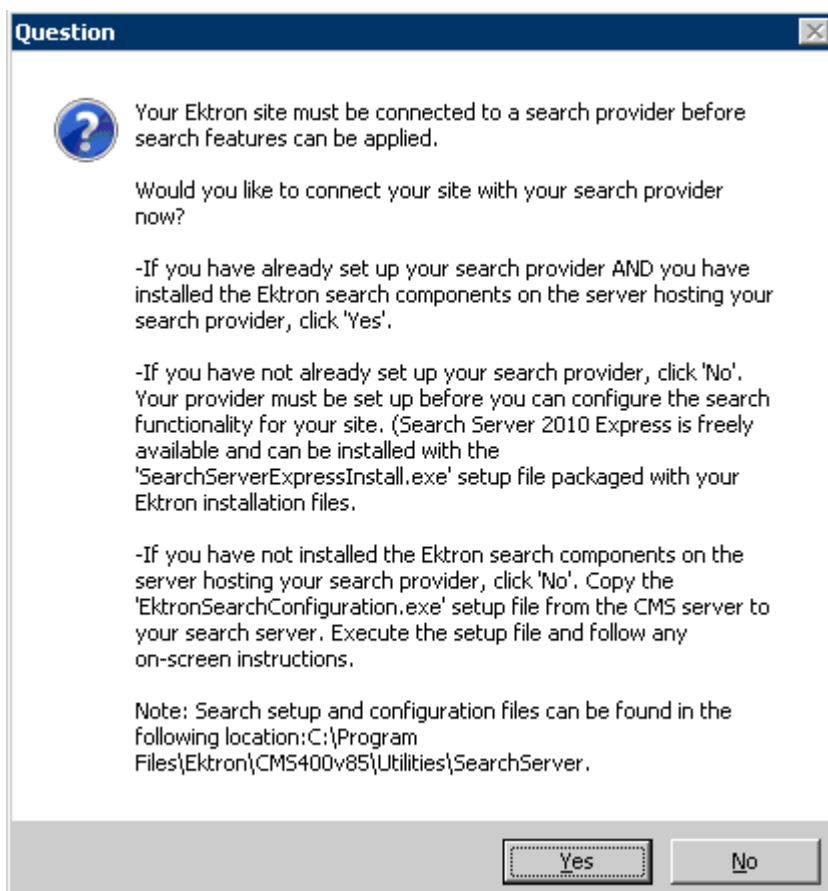 Question
Your Ektron site must be connected to a search provider before
search features can be applied.
Would you like to connect your site with your search provider
now?
-If you have already set up your search provider AND you have
installed the Ektron search components on the server hosting your
search provider, click 'Yes'.
-If you have not already set up your search provider, click 'No'.
Your provider must be set up before you can configure the search
functionality for your site. (Search Server 2010 Express is freely
available and can be installed with the
'SearchServerExpressInstall.exe' setup file packaged with your
Ektron installation files.
-If you have not installed the Ektron search components on the
server hosting your search provider, click 'No'. Copy the
'EktronSearchConfiguration.exe' setup file from the CMS server to
your search server. Execute the setup file and follow any
on-screen instructions.
Note: Search setup and configuration files can be found in the
following location:C:\Program
Files\Ektron\CMS400v85\Utilities\SearchServer.
Yes
No